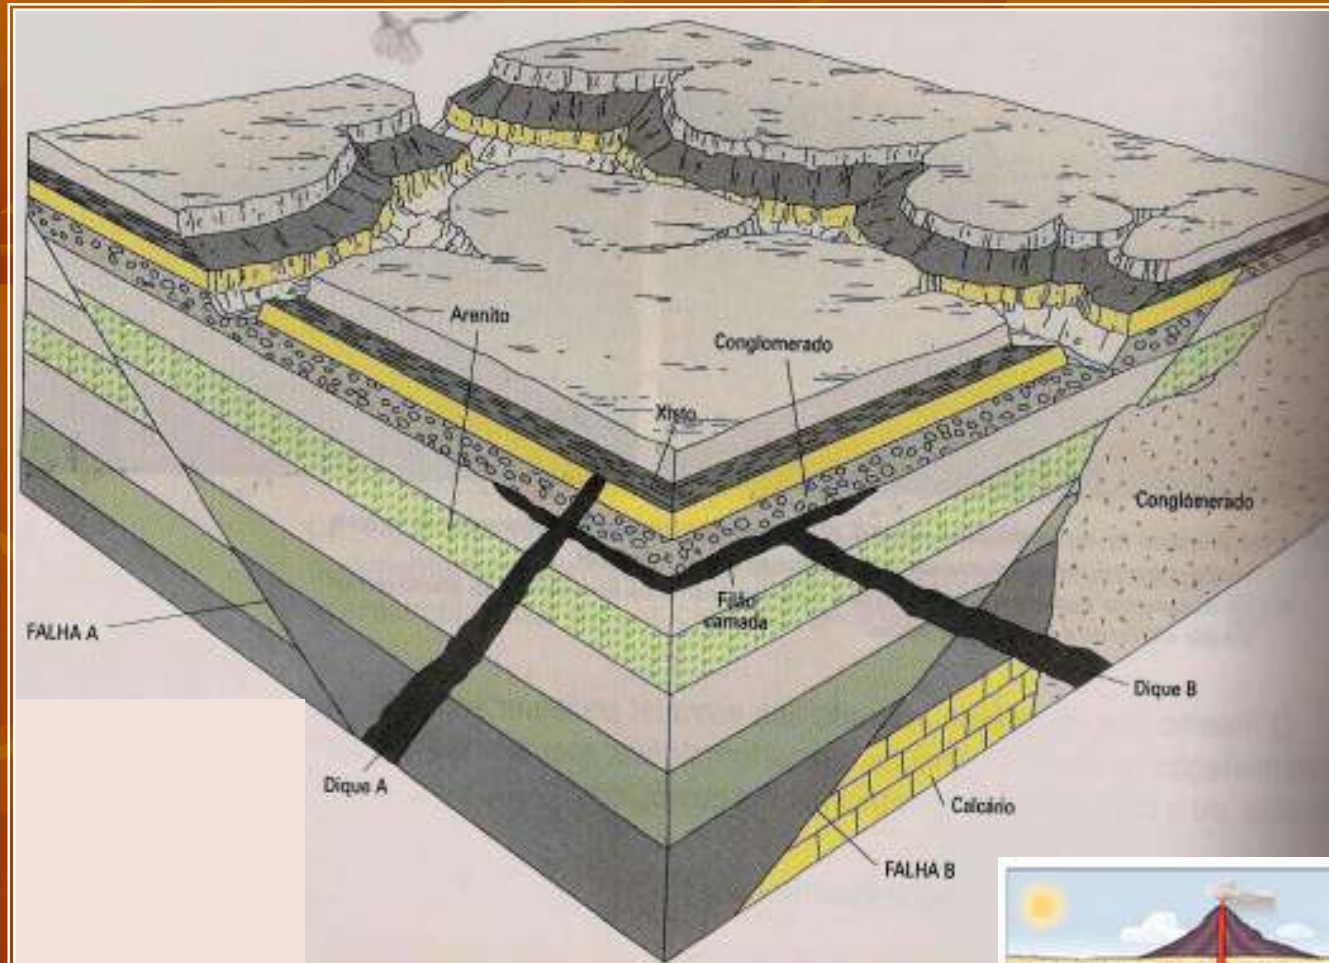 Arenito
Conglomerado
Xisto
Conglomerado
Filão
camada
FALHA A
Dique B
Dique A
Calcário
FALHA B